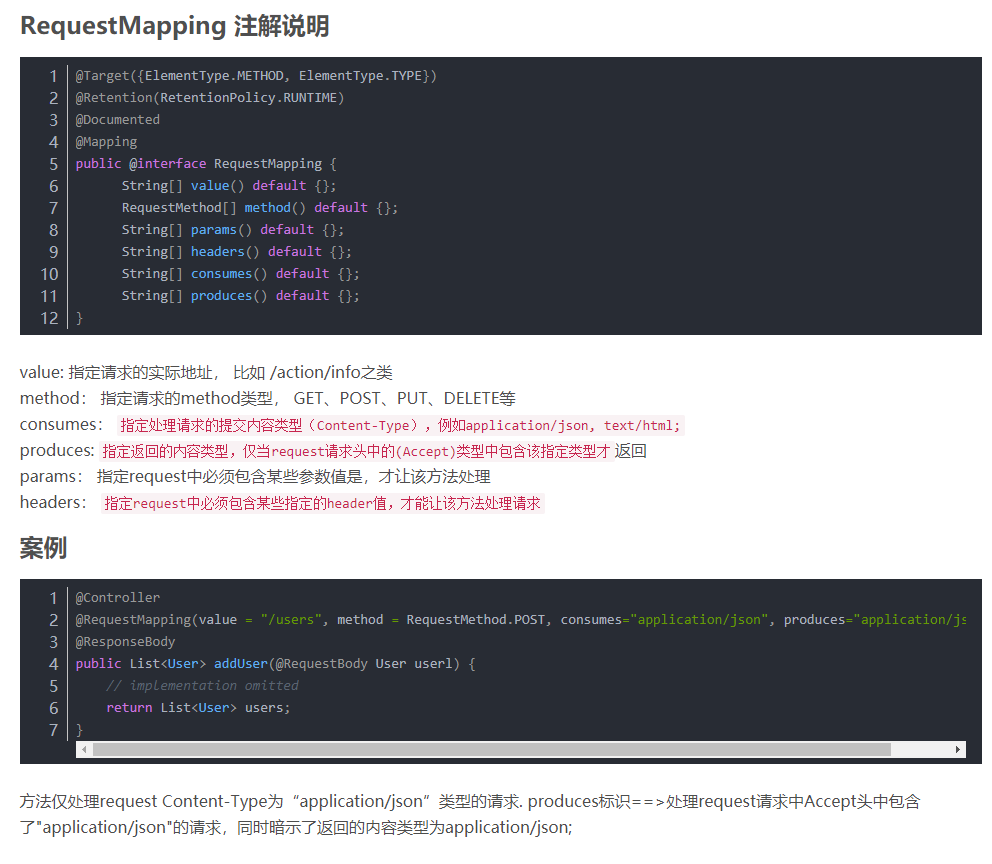 RequestMapping 注解说明
1 @Target({ElementType.METHOD, ElementType.TYPE})
2 @Retention(RetentionPolicy.RUNTIME)
3 @Documented
4 @Mapping
5 public @interface RequestMapping {
6 String[] value() default {};
7 RequestMethod[] method() default {};
8 String[] params() default {};
9 String[] headers() default {};
10 String[] consumes() default {};
11 String[] produces() default {};
12 }
value: 指定请求的实际地址， 比如 /action/info之类
method： 指定请求的method类型， GET、POST、PUT、DELETE等
consumes： 指定处理请求的提交内容类型（Content-Type），例如application/json, text/html;
produces: 指定返回的内容类型，仅当request请求头中的(Accept)类型中包含该指定类型才 返回
params： 指定request中必须包含某些参数值是，才让该方法处理
headers： 指定request中必须包含某些指定的header值，才能让该方法处理请求
案例
1 @Controller
2 @RequestMapping(value = "/users", method = RequestMethod.POST, consumes="application/json", produces="application/js
3 @ResponseBody
4 public List<User> addUser(@RequestBody User userl) {
5 // implementation omitted
6 return List<User> users;
7 }
方法仅处理request Content-Type为“application/json”类型的请求. produces标识==>处理request请求中Accept头中包含
了"application/json"的请求，同时暗示了返回的内容类型为application/json;